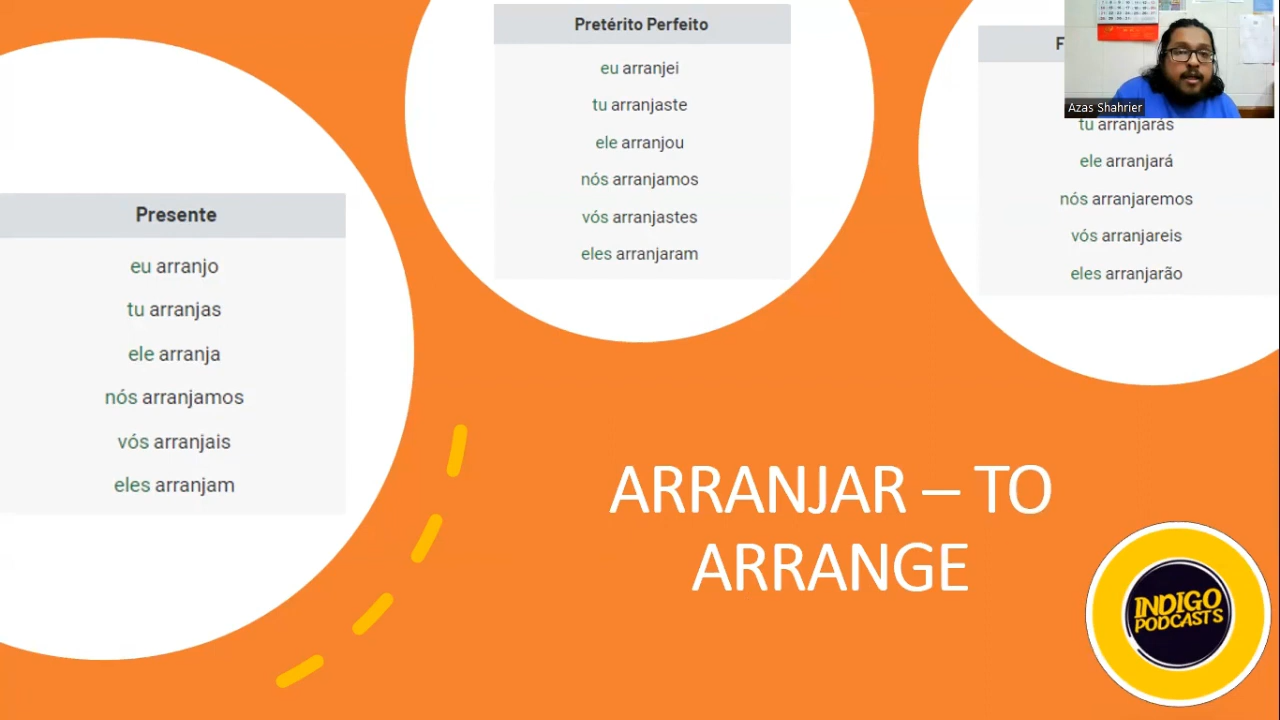 Presente
eu arranjo
tu arranjas
ele arranja
nós arranjamos
vós arranjais
eles arranjam
Pretérito Perfeito
eu arranjei
tu arranjaste
ele arranjou
nós arranjamos
vós arranjastes
eles arranjaram
F
tu arranjarás
ele arranjará
nós arranjaremos
vós arranjareis
eles arranjarão
Azas Shahrier
ARRANJAR – TO
ARRANGE
INDIGO
PODCASTS